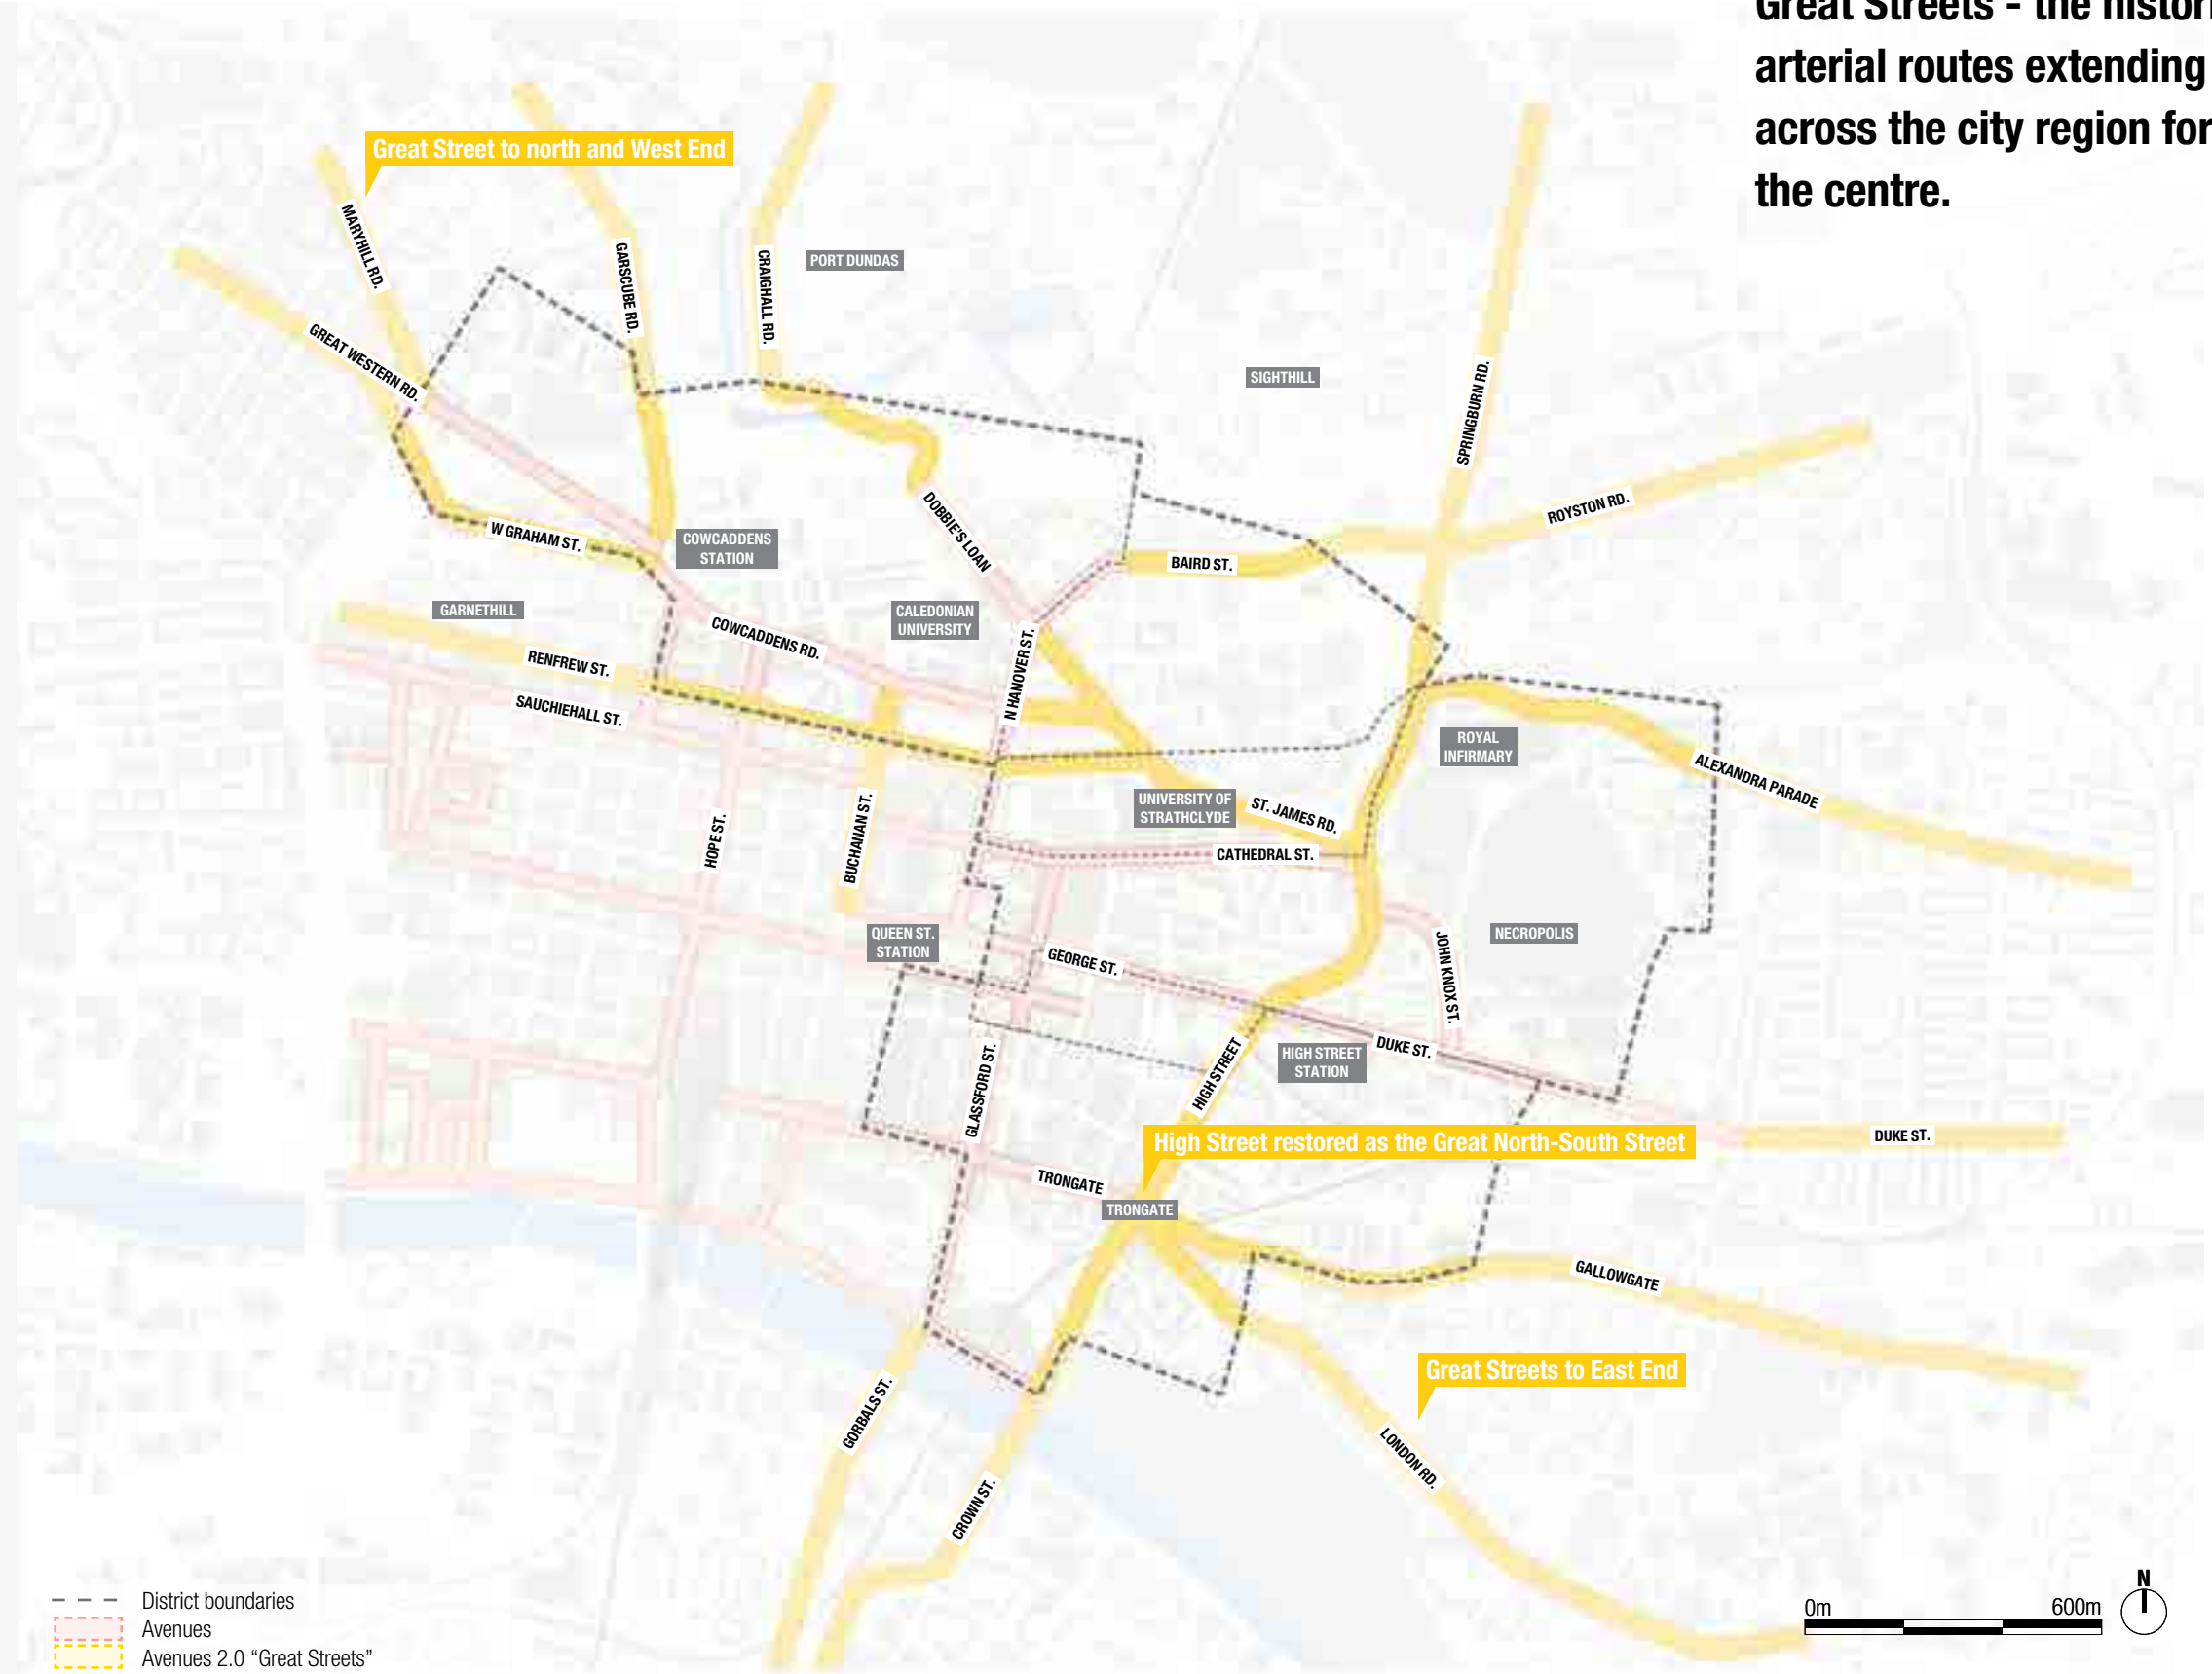 Great Streets - the histori
arterial routes extending
across the city region for
the centre.
Great Street to north and West End
MARYHILL RD.
GARSCUBE RD.
CRAIGHALL RD.
PORT DUNDAS
GREAT WESTERN RD.
SIGHTHILL
SPRINGBURN RD.
ROYSTON RD.
W GRAHAM ST.
COWCADDENS
STATION
DOBBIE'S LOAN
BAIRD ST.
GARNETHILL
CALEDONIAN
UNIVERSITY
COWCADDENS RD.
RENFREW ST.
N HANOVER ST.
SAUCHIEHALL ST.
ROYAL
INFIRMARY
ALEXANDRA PARADE
UNIVERSITY OF
STRATHCLYDE
ST. JAMES RD.
HOPE ST.
BUCHANAN ST.
CATHEDRAL ST.
QUEEN ST.
STATION
NECROPOLIS
GEORGE ST.
JOHN KNOX ST.
DUKE ST.
HIGH STREET
STATION
HIGH STREET
GLASSFORD ST.
High Street restored as the Great North-South Street
DUKE ST.
TRONGATE
TRONGATE
GALLOWGATE
Great Streets to East End
GORBALS ST.
LONDON RD.
CROWN ST.
District boundaries
Avenues
Avenues 2.0 “Great Streets”
0m
600m
N